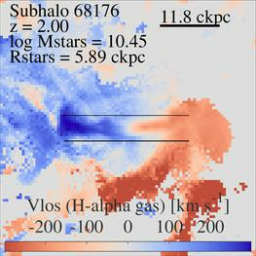 Subhalo 68176
11.8 ckpc
z = 2.00
log Mstars = 10.45
Rstars = 5.89 ckpc
Vlos (H-alpha gas) [km s⁻¹]
-200 -100 0 100 200